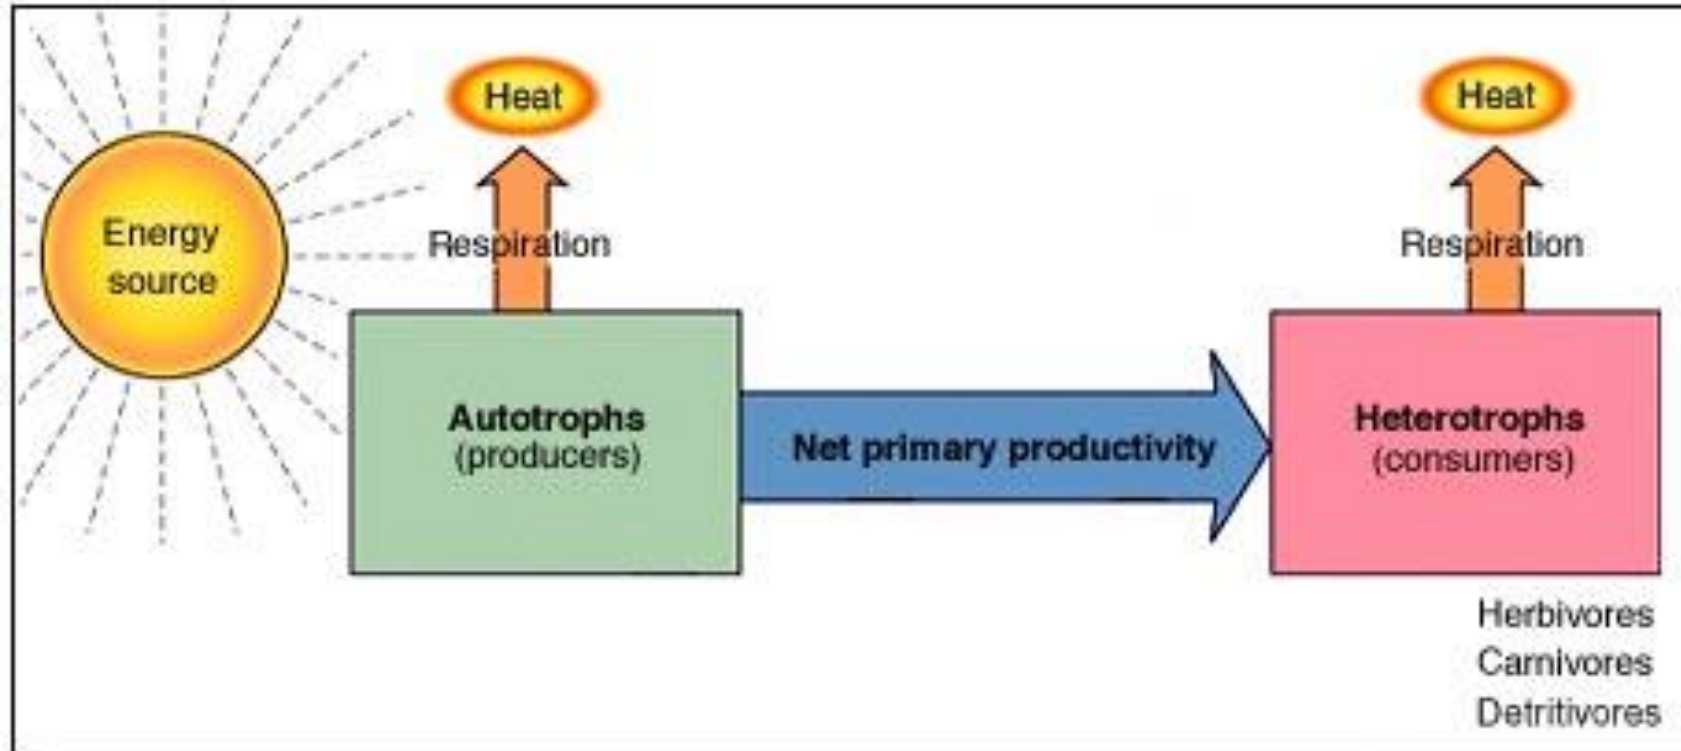 Energy
source
Heat
Respiration
Autotrophs
(producers)
Net primary productivity
Heat
Respiration
Heterotrophs
(consumers)
Herbivores
Carnivores
Detritivores